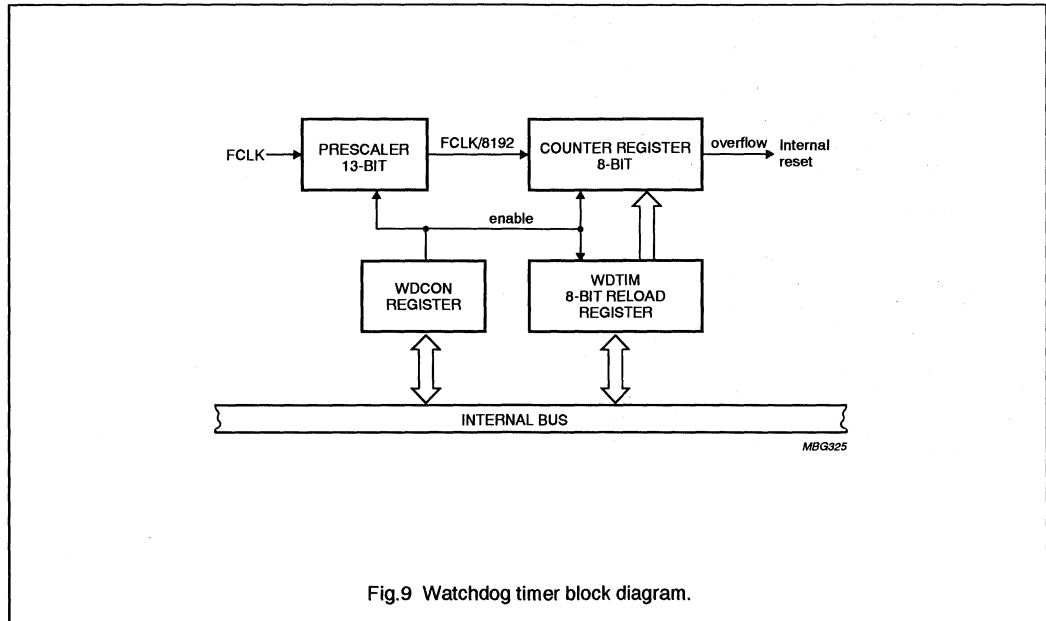 FCLK
PRESCALER
13-BIT
FCLK/8192
COUNTER REGISTER
8-BIT
overflow
Internal
reset
enable
WDCON
REGISTER
WDTIM
8-BIT RELOAD
REGISTER
INTERNAL BUS
MBG325
Fig.9 Watchdog timer block diagram.